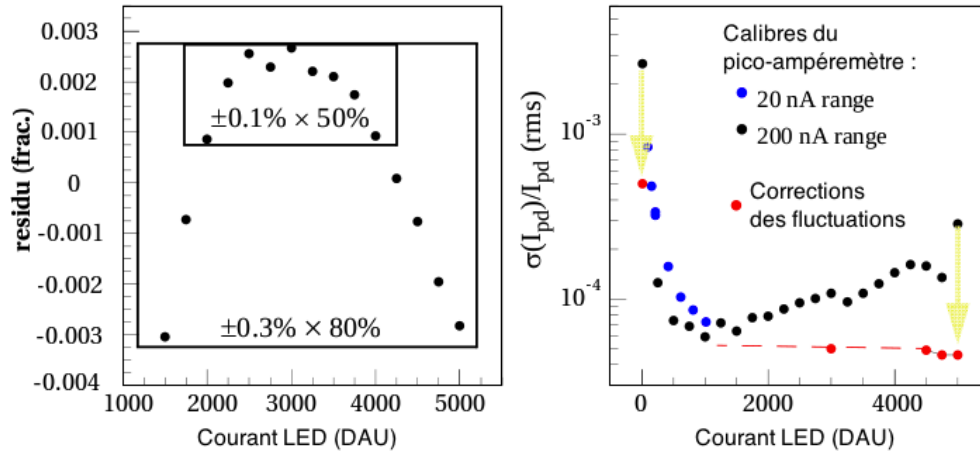 residu (frac.)
0.003
0.002
0.001
0
-0.001
-0.002
-0.003
-0.004
±0.1% × 50%
±0.3% × 80%
1000 2000 3000 4000 5000
Courant LED (DAU)
σ(I_pd)/I_pd (rms)
10⁻³
10⁻⁴
Calibres du
pico-ampéremètre :
20 nA range
200 nA range
Corrections
des fluctuations
0 2000 4000
Courant LED (DAU)